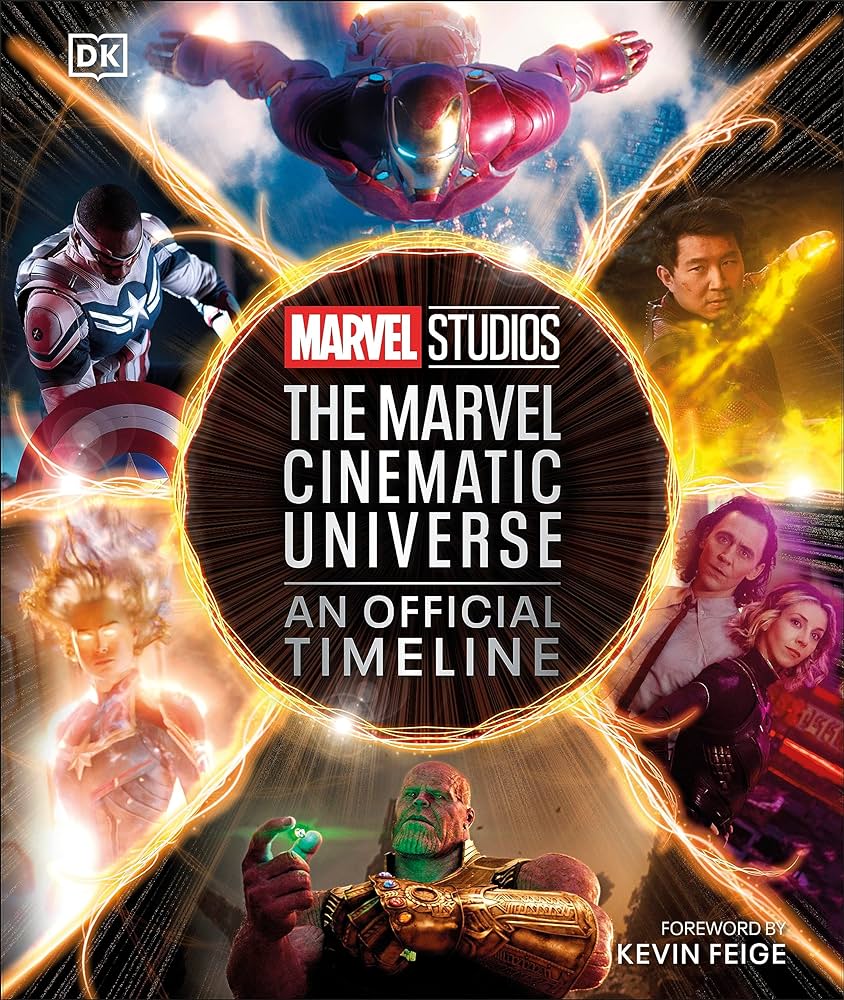 DK
MARVEL STUDIOS
THE MARVEL
CINEMATIC
UNIVERSE
AN OFFICIAL
TIMELINE
FOREWORD BY
KEVIN FEIGE